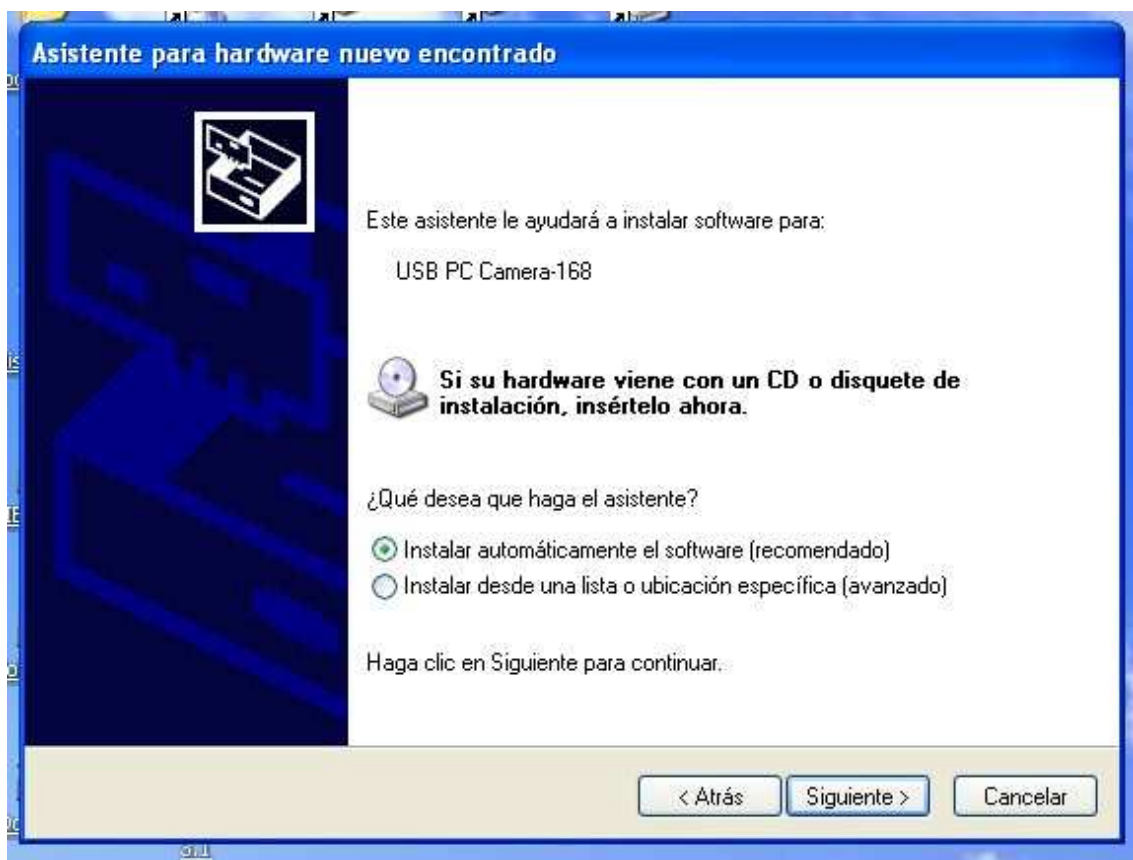 Asistente para hardware nuevo encontrado
Este asistente le ayudará a instalar software para:
USB PC Camera-168
Si su hardware viene con un CD o disquete de
instalación, insértelo ahora.
¿Qué desea que haga el asistente?
Instalar automáticamente el software (recomendado)
Instalar desde una lista o ubicación específica (avanzado)
Haga clic en Siguiente para continuar.
< Atrás
Siguiente >
Cancelar